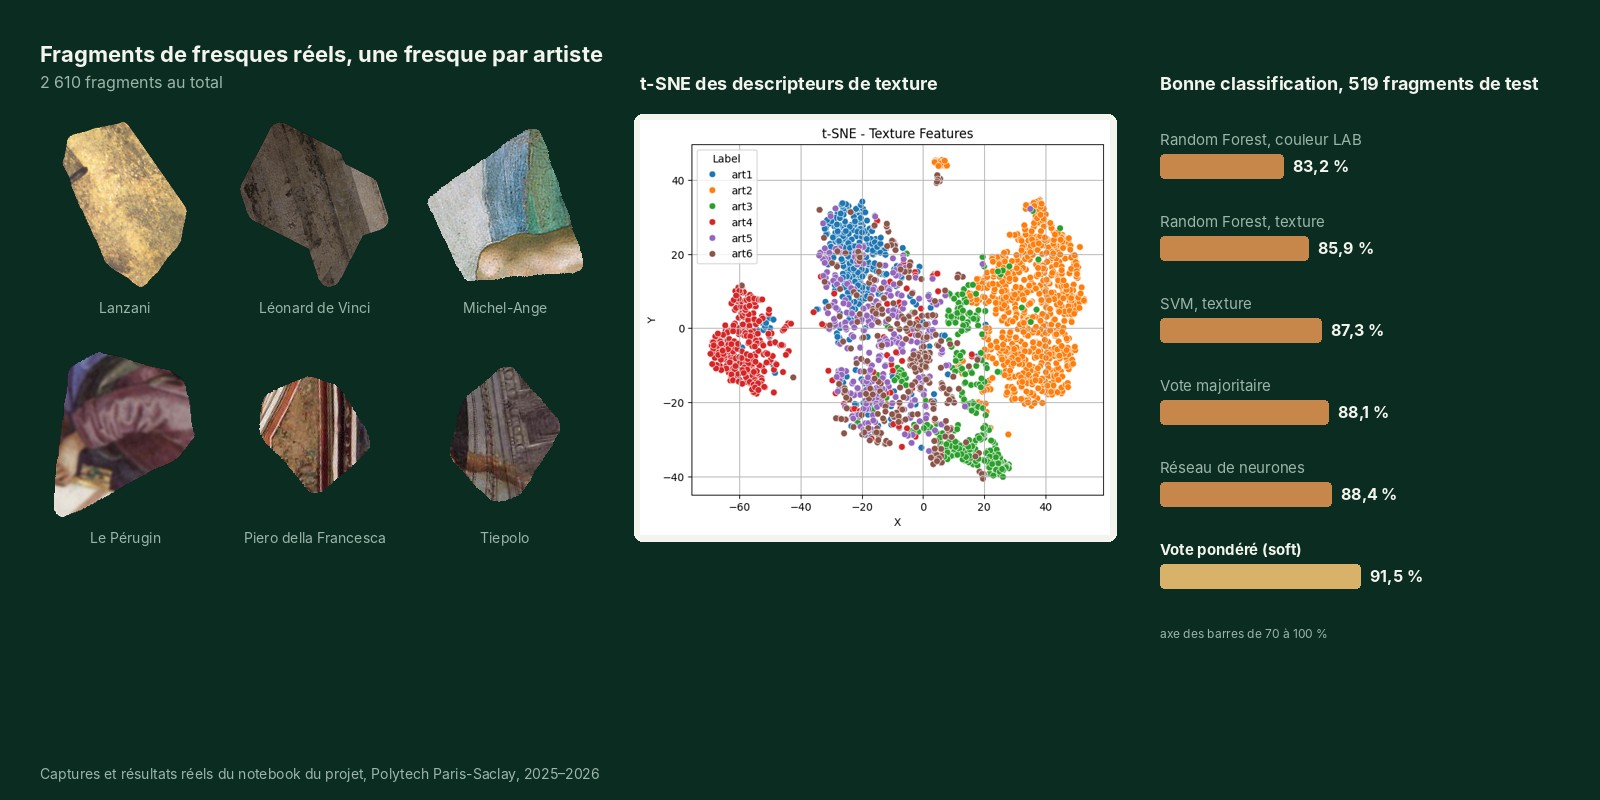 Fragments de fresques réels, une fresque par artiste
2 610 fragments au total
Lanzani
Léonard de Vinci
Michel-Ange
Le Pérugin
Piero della Francesca
Tiepolo
t-SNE des descripteurs de texture
t-SNE - Texture Features
Label
art1
art2
art3
art4
art5
art6
Y
40
20
0
−20
−40
−60
−40
−20
0
20
40
X
Bonne classification, 519 fragments de test
Random Forest, couleur LAB
83,2 %
Random Forest, texture
85,9 %
SVM, texture
87,3 %
Vote majoritaire
88,1 %
Réseau de neurones
88,4 %
Vote pondéré (soft)
91,5 %
axe des barres de 70 à 100 %
Captures et résultats réels du notebook du projet, Polytech Paris-Saclay, 2025–2026